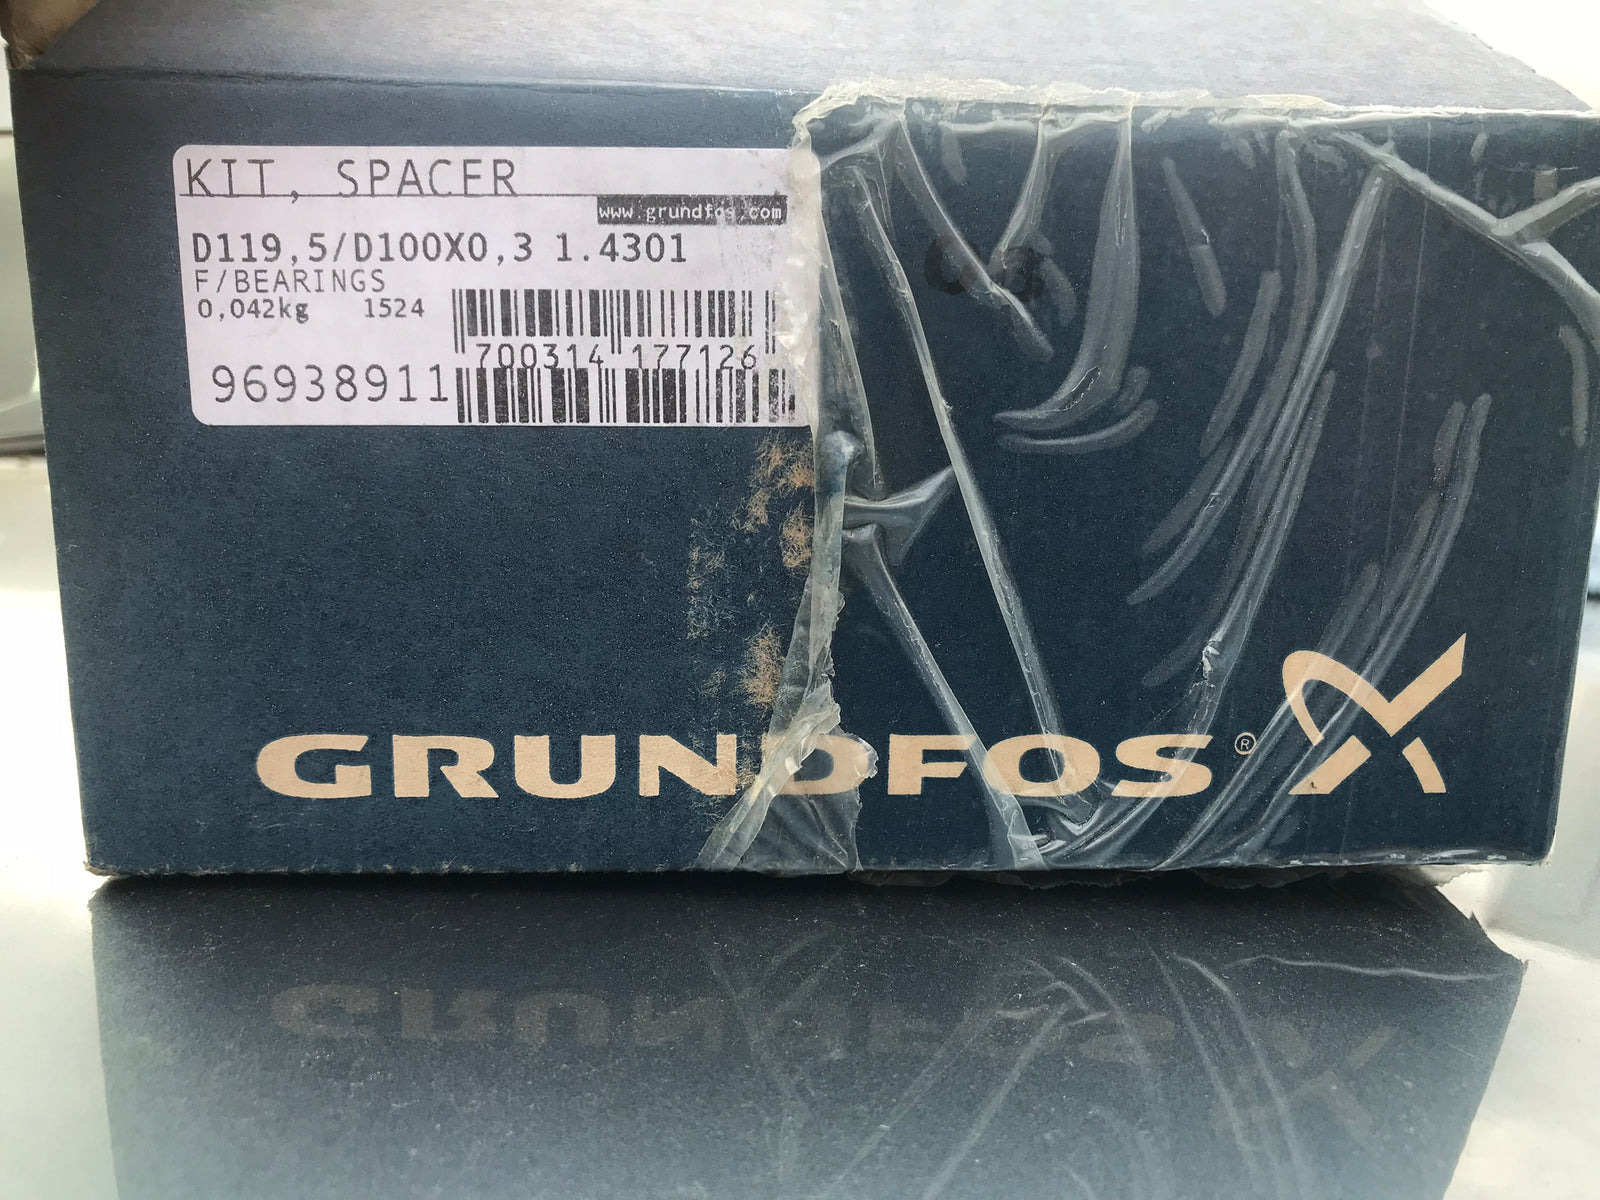 KIT, SPACER
www.grundfos.com
D119,5/D100X0,3 1.4301
F/BEARINGS
0,042kg 1524
700314 177126
96938911
GRUNDFOS®